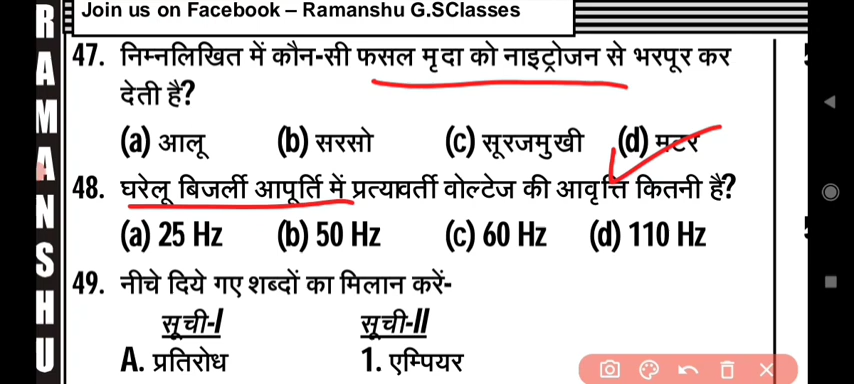 Join us on Facebook – Ramanshu G.SClasses
RAMANSHU
47. निम्नलिखित में कौन-सी फसल मृदा को नाइट्रोजन से भरपूर कर
देती है?
(a) आलू (b) सरसो (c) सूरजमुखी (d) मटर
48. घरेलू बिजली आपूर्ति में प्रत्यावर्ती वोल्टेज की आवृत्ति कितनी है?
(a) 25 Hz (b) 50 Hz (c) 60 Hz (d) 110 Hz
49. नीचे दिये गए शब्दों का मिलान करें-
सूची-I सूची-II
A. प्रतिरोध 1. एम्पियर